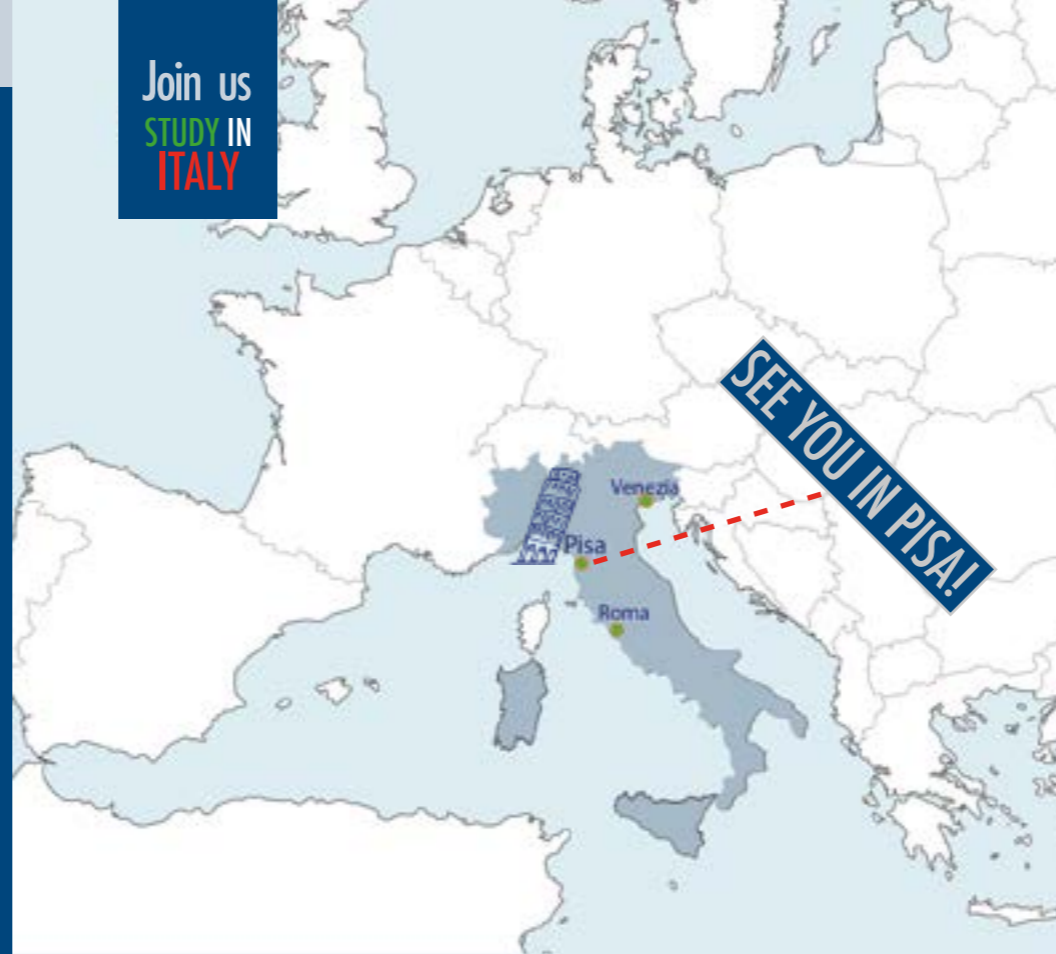 Join us
STUDY IN
ITALY
SEE YOU IN PISA!
Venezia
Pisa
Roma